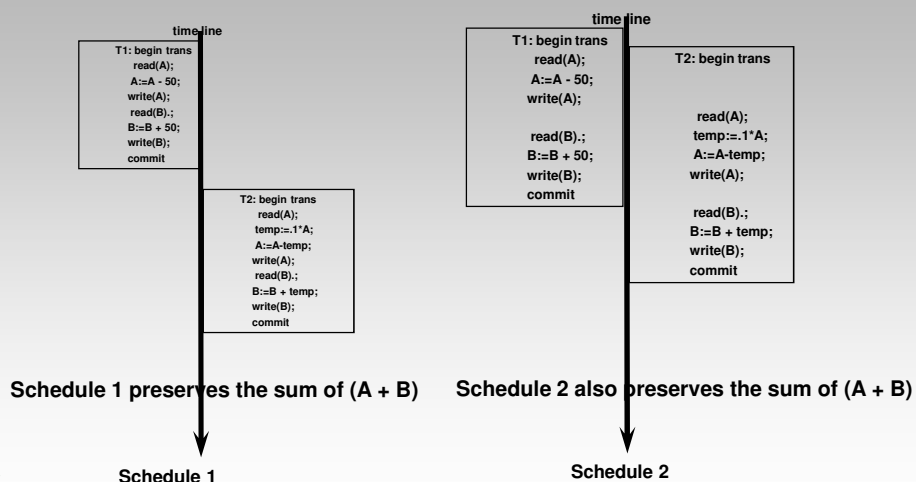 time line
T1: begin trans
read(A);
A:=A - 50;
write(A);
read(B).;
B:=B + 50;
write(B);
commit
T2: begin trans
read(A);
temp:=.1*A;
A:=A-temp;
write(A);
read(B).;
B:=B + temp;
write(B);
commit
Schedule 1 preserves the sum of (A + B)
Schedule 1
time line
T1: begin trans
read(A);
A:=A - 50;
write(A);
read(B).;
B:=B + 50;
write(B);
commit
T2: begin trans
read(A);
temp:=.1*A;
A:=A-temp;
write(A);
read(B).;
B:=B + temp;
write(B);
commit
Schedule 2 also preserves the sum of (A + B)
Schedule 2